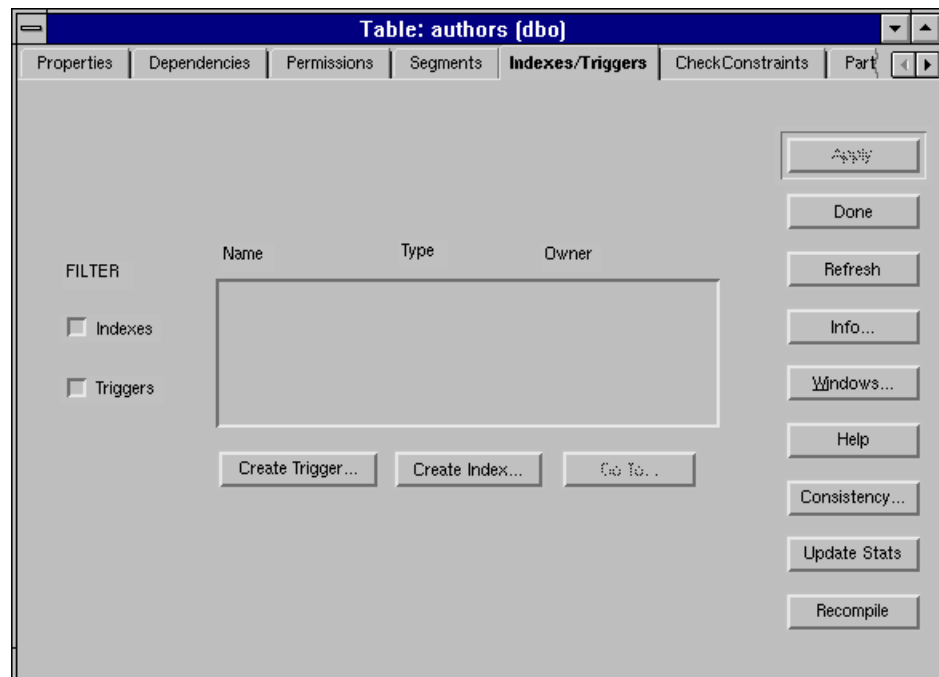 Table: authors (dbo)
Properties Dependencies Permissions Segments Indexes/Triggers CheckConstraints Part
Apply
Done
Name Type Owner
FILTER
Refresh
Indexes
Info...
Triggers
Windows...
Help
Create Trigger... Create Index... Go To...
Consistency...
Update Stats
Recompile